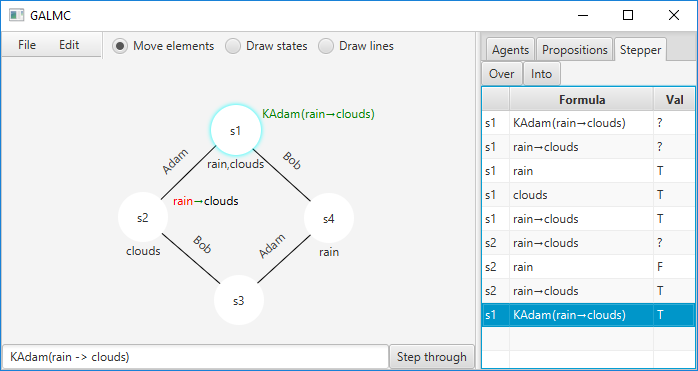 GALMC
File Edit Move elements Draw states Draw lines
Agents Propositions Stepper
Over Into
Formula Val
s1 KAdam(rain→clouds) ?
s1 rain→clouds ?
s1 rain T
s1 clouds T
s1 rain→clouds T
s2 rain→clouds ?
s2 rain F
s2 rain→clouds T
s1 KAdam(rain→clouds) T
KAdam(rain→clouds)
s1
rain,clouds
Adam
Bob
rain→clouds
s2
clouds
s4
rain
Bob
Adam
s3
KAdam(rain -> clouds)
Step through